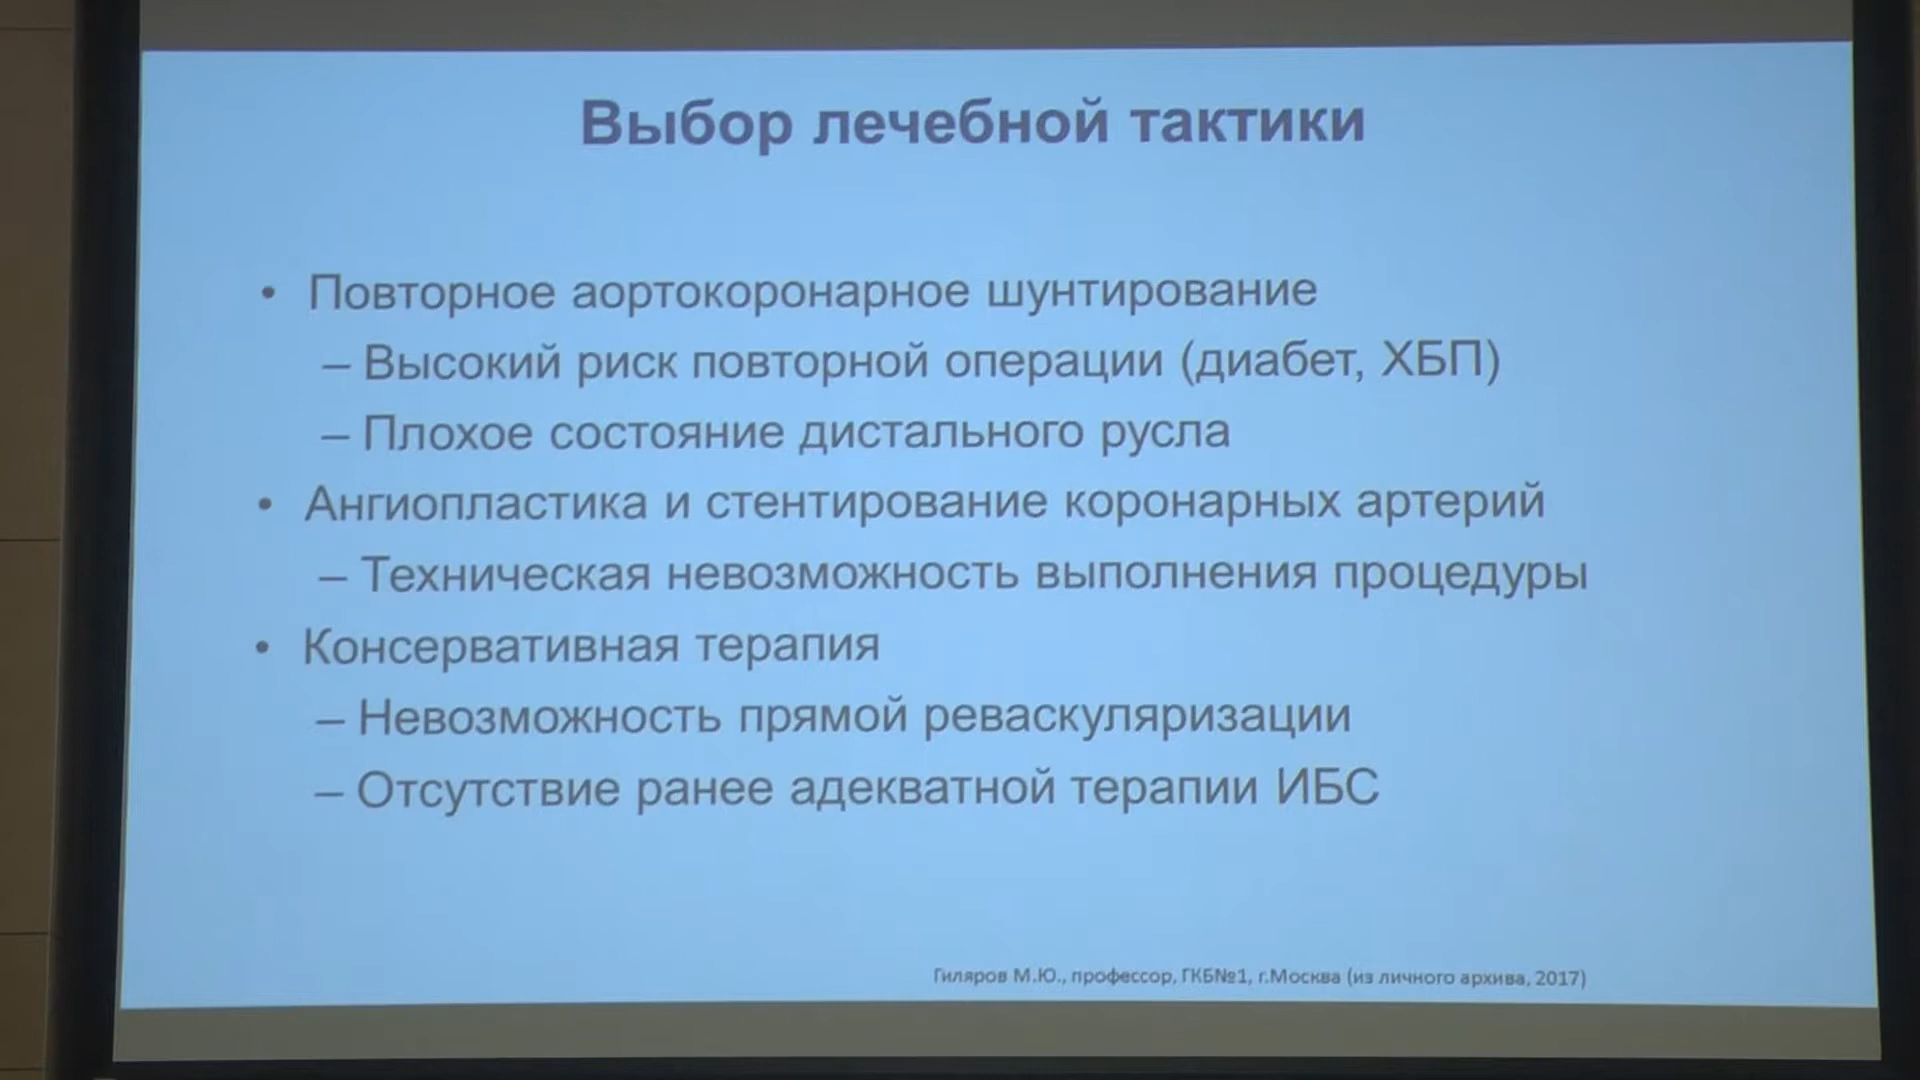 Выбор лечебной тактики
• Повторное аортокоронарное шунтирование
– Высокий риск повторной операции (диабет, ХБП)
– Плохое состояние дистального русла
• Ангиопластика и стентирование коронарных артерий
– Техническая невозможность выполнения процедуры
• Консервативная терапия
– Невозможность прямой реваскуляризации
– Отсутствие ранее адекватной терапии ИБС
Гиляров М.Ю., профессор, ГКБ№1, г.Москва (из личного архива, 2017)